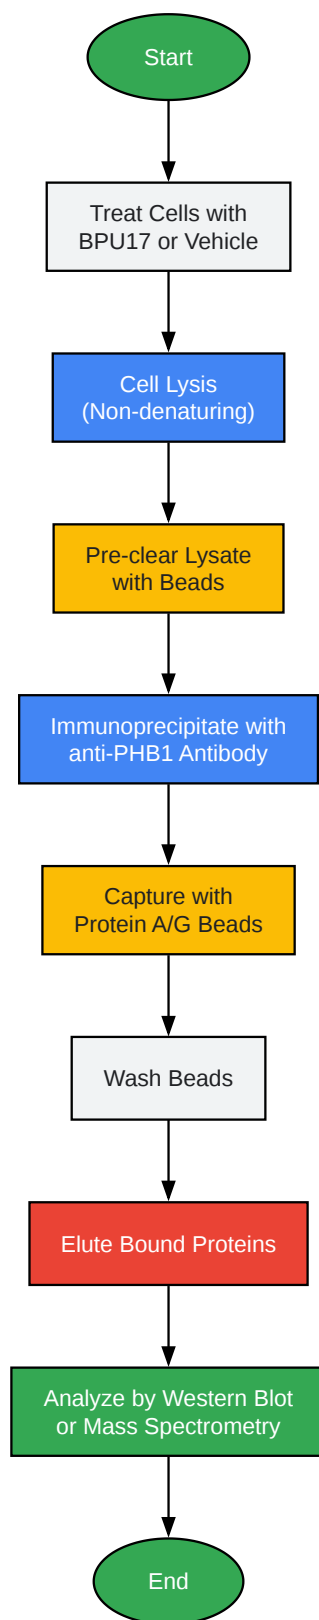 Start
Treat Cells with
BPU17 or Vehicle
Cell Lysis
(Non-denaturing)
Pre-clear Lysate
with Beads
Immunoprecipitate with
anti-PHB1 Antibody
Capture with
Protein A/G Beads
Wash Beads
Elute Bound Proteins
Analyze by Western Blot
or Mass Spectrometry
End